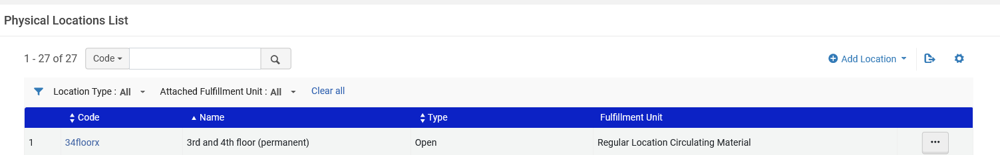 Physical Locations List
1 - 27 of 27 Code
Add Location
Location Type : All Attached Fulfillment Unit : All Clear all
Code Name Type Fulfillment Unit
1 34floorx 3rd and 4th floor (permanent) Open Regular Location Circulating Material